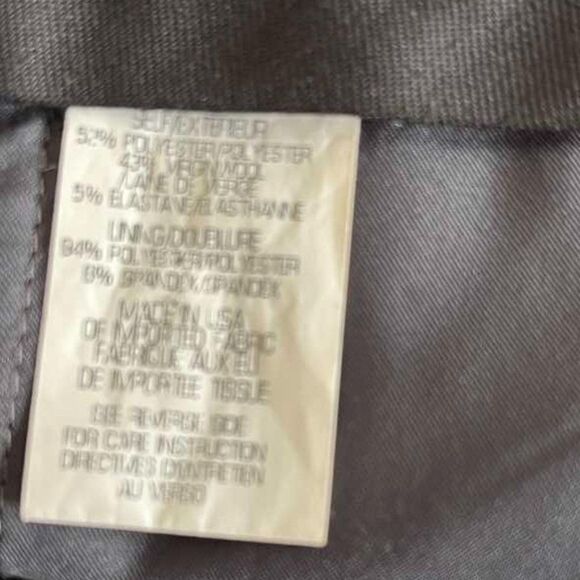 SELF/EXTERIEUR
52% POLYESTER/POLYESTER
43% VIRGIN WOOL
/LAINE DE VIERGE
5% ELASTANE/ELASTHANNE
LINING/DOUBLURE
94% POLYESTER/POLYESTER
6% SPANDEX/SPANDEX
MADE IN USA
OF IMPORTED FABRIC
FABRIQUE AUX EU
DE IMPORTEE TISSUE
SEE REVERSE SIDE
FOR CARE INSTRUCTION
DIRECTIVES D'ENTRETIEN
AU VERSO